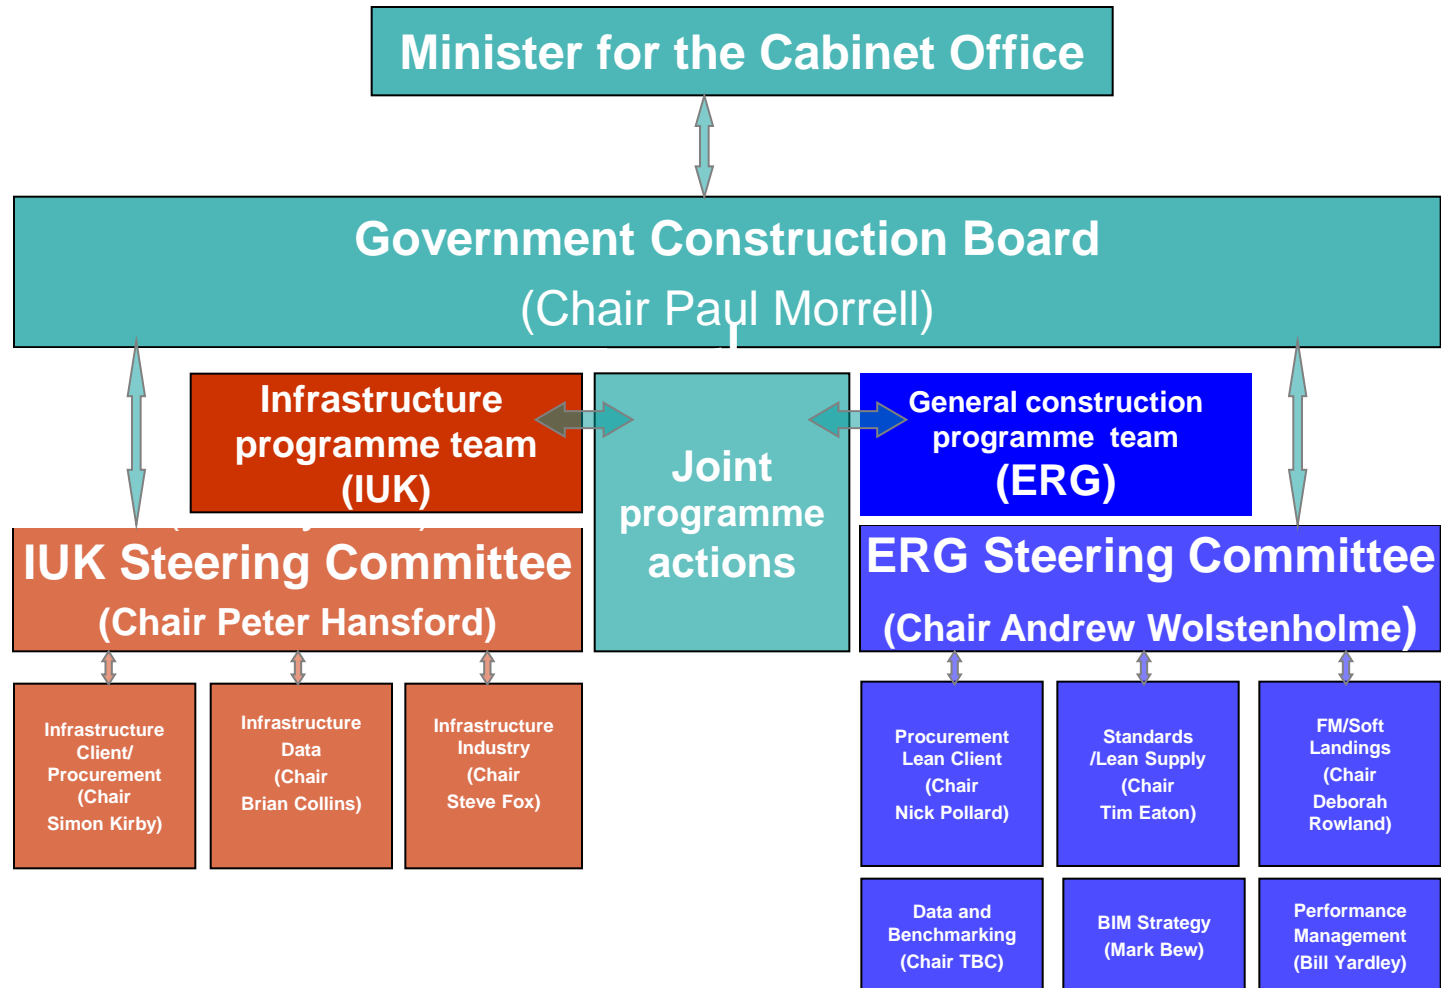 Minister for the Cabinet Office
Government Construction Board
(Chair Paul Morrell)
Infrastructure
programme team
(IUK)
Joint
programme
actions
General construction
programme team
(ERG)
IUK Steering Committee
(Chair Peter Hansford)
ERG Steering Committee
(Chair Andrew Wolstenholme)
Infrastructure
Client/
Procurement
(Chair
Simon Kirby)
Infrastructure
Data
(Chair
Brian Collins)
Infrastructure
Industry
(Chair
Steve Fox)
Procurement
Lean Client
(Chair
Nick Pollard)
Standards
/Lean Supply
(Chair
Tim Eaton)
FM/Soft
Landings
(Chair
Deborah
Rowland)
Data and
Benchmarking
(Chair TBC)
BIM Strategy
(Mark Bew)
Performance
Management
(Bill Yardley)